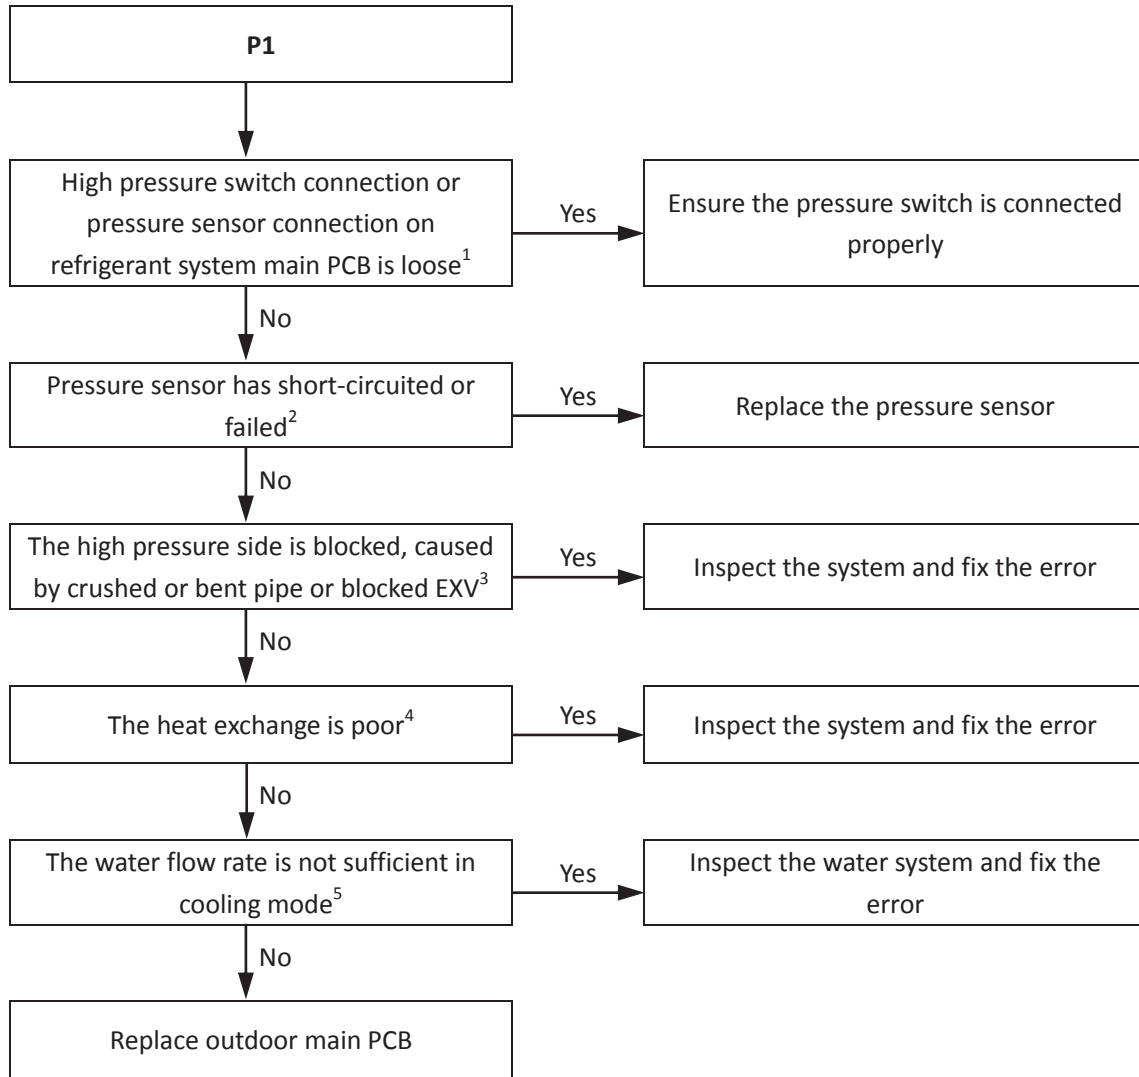 P1
High pressure switch connection or
pressure sensor connection on
refrigerant system main PCB is loose¹
Yes
Ensure the pressure switch is connected
properly
No
Pressure sensor has short-circuited or
failed²
Yes
Replace the pressure sensor
No
The high pressure side is blocked, caused
by crushed or bent pipe or blocked EXV³
Yes
Inspect the system and fix the error
No
The heat exchange is poor⁴
Yes
Inspect the system and fix the error
No
The water flow rate is not sufficient in
cooling mode⁵
Yes
Inspect the water system and fix the
error
No
Replace outdoor main PCB